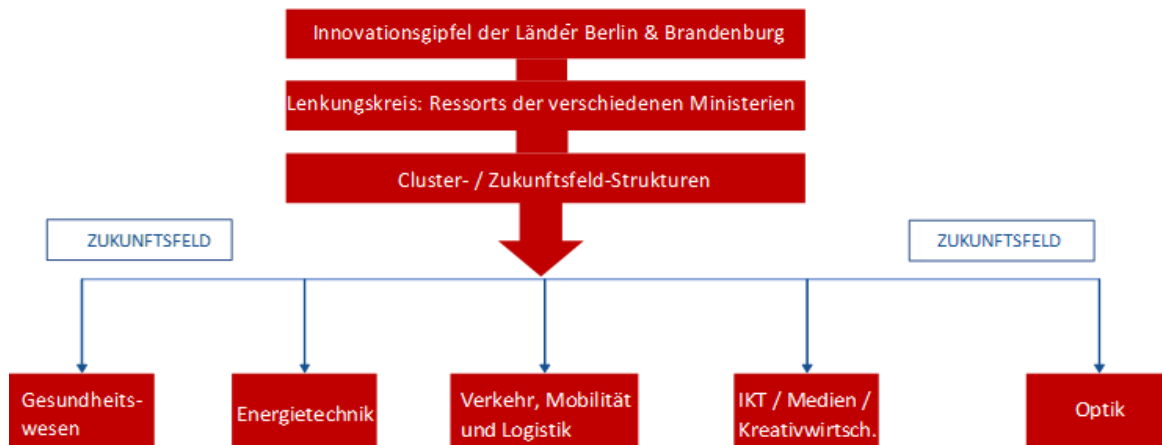 Innovationsgipfel der Länder Berlin & Brandenburg
Lenkungskreis: Ressorts der verschiedenen Ministerien
Cluster- / Zukunftsfeld-Strukturen
ZUKUNFTSFELD
ZUKUNFTSFELD
Gesundheits-
wesen
Energietechnik
Verkehr, Mobilität
und Logistik
IKT / Medien /
Kreativwirtsch.
Optik